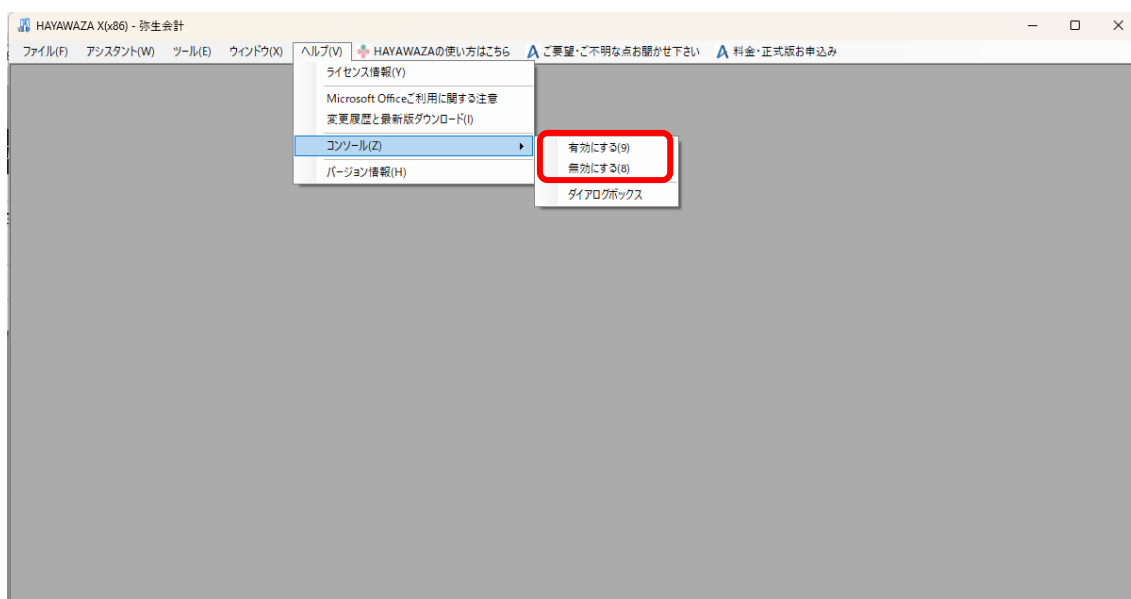 HAYAWAZA X(x86) - 弥生会計
ファイル(F) アシスタント(W) ツール(E) ウィンドウ(X) ヘルプ(V) HAYAWAZAの使い方はこちら ご要望・ご不明な点お聞かせ下さい 料金・正式版お申込み
ライセンス情報(Y)
Microsoft Officeご利用に関する注意
変更履歴と最新版ダウンロード(I)
コンソール(Z)
バージョン情報(H)
有効にする(9)
無効にする(8)
ダイアログボックス